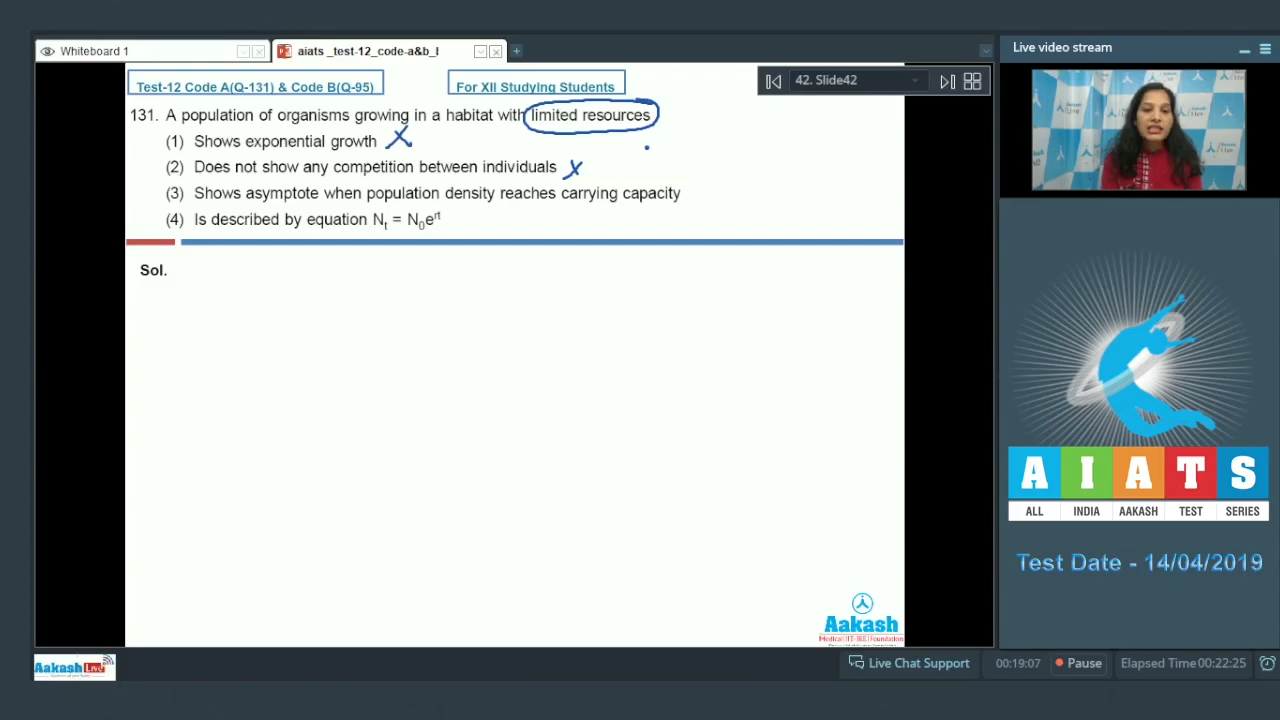 Whiteboard 1
aiats _test-12_code-a&b_l
Live video stream
Test-12 Code A(Q-131) & Code B(Q-95)
For XII Studying Students
42. Slide42
131. A population of organisms growing in a habitat with limited resources
(1) Shows exponential growth
(2) Does not show any competition between individuals
(3) Shows asymptote when population density reaches carrying capacity
(4) Is described by equation Nt = N0e^rt
Sol.
A I A T S
ALL INDIA AAKASH TEST SERIES
Test Date - 14/04/2019
Aakash
Medical|IIT-JEE|Foundations
Aakash Live
Live Chat Support
00:19:07
Pause
Elapsed Time 00:22:25